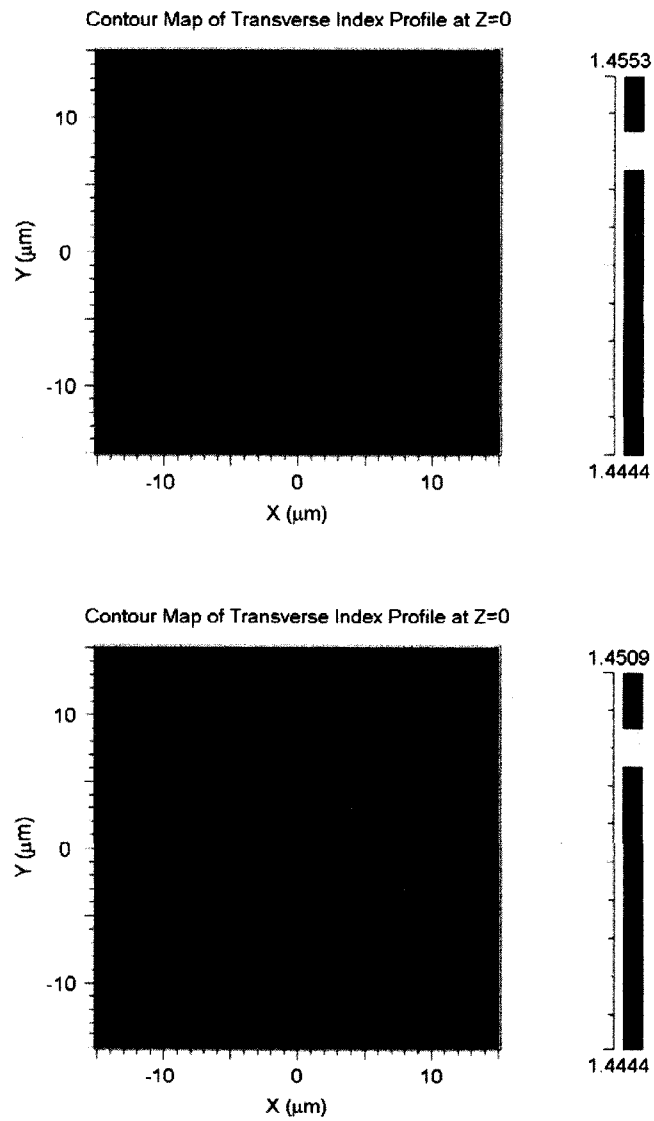 Contour Map of Transverse Index Profile at Z=0
1.4553
10
0
-10
Y (μm)
1.4444
-10 0 10
X (μm)
Contour Map of Transverse Index Profile at Z=0
1.4509
10
0
-10
Y (μm)
1.4444
-10 0 10
X (μm)